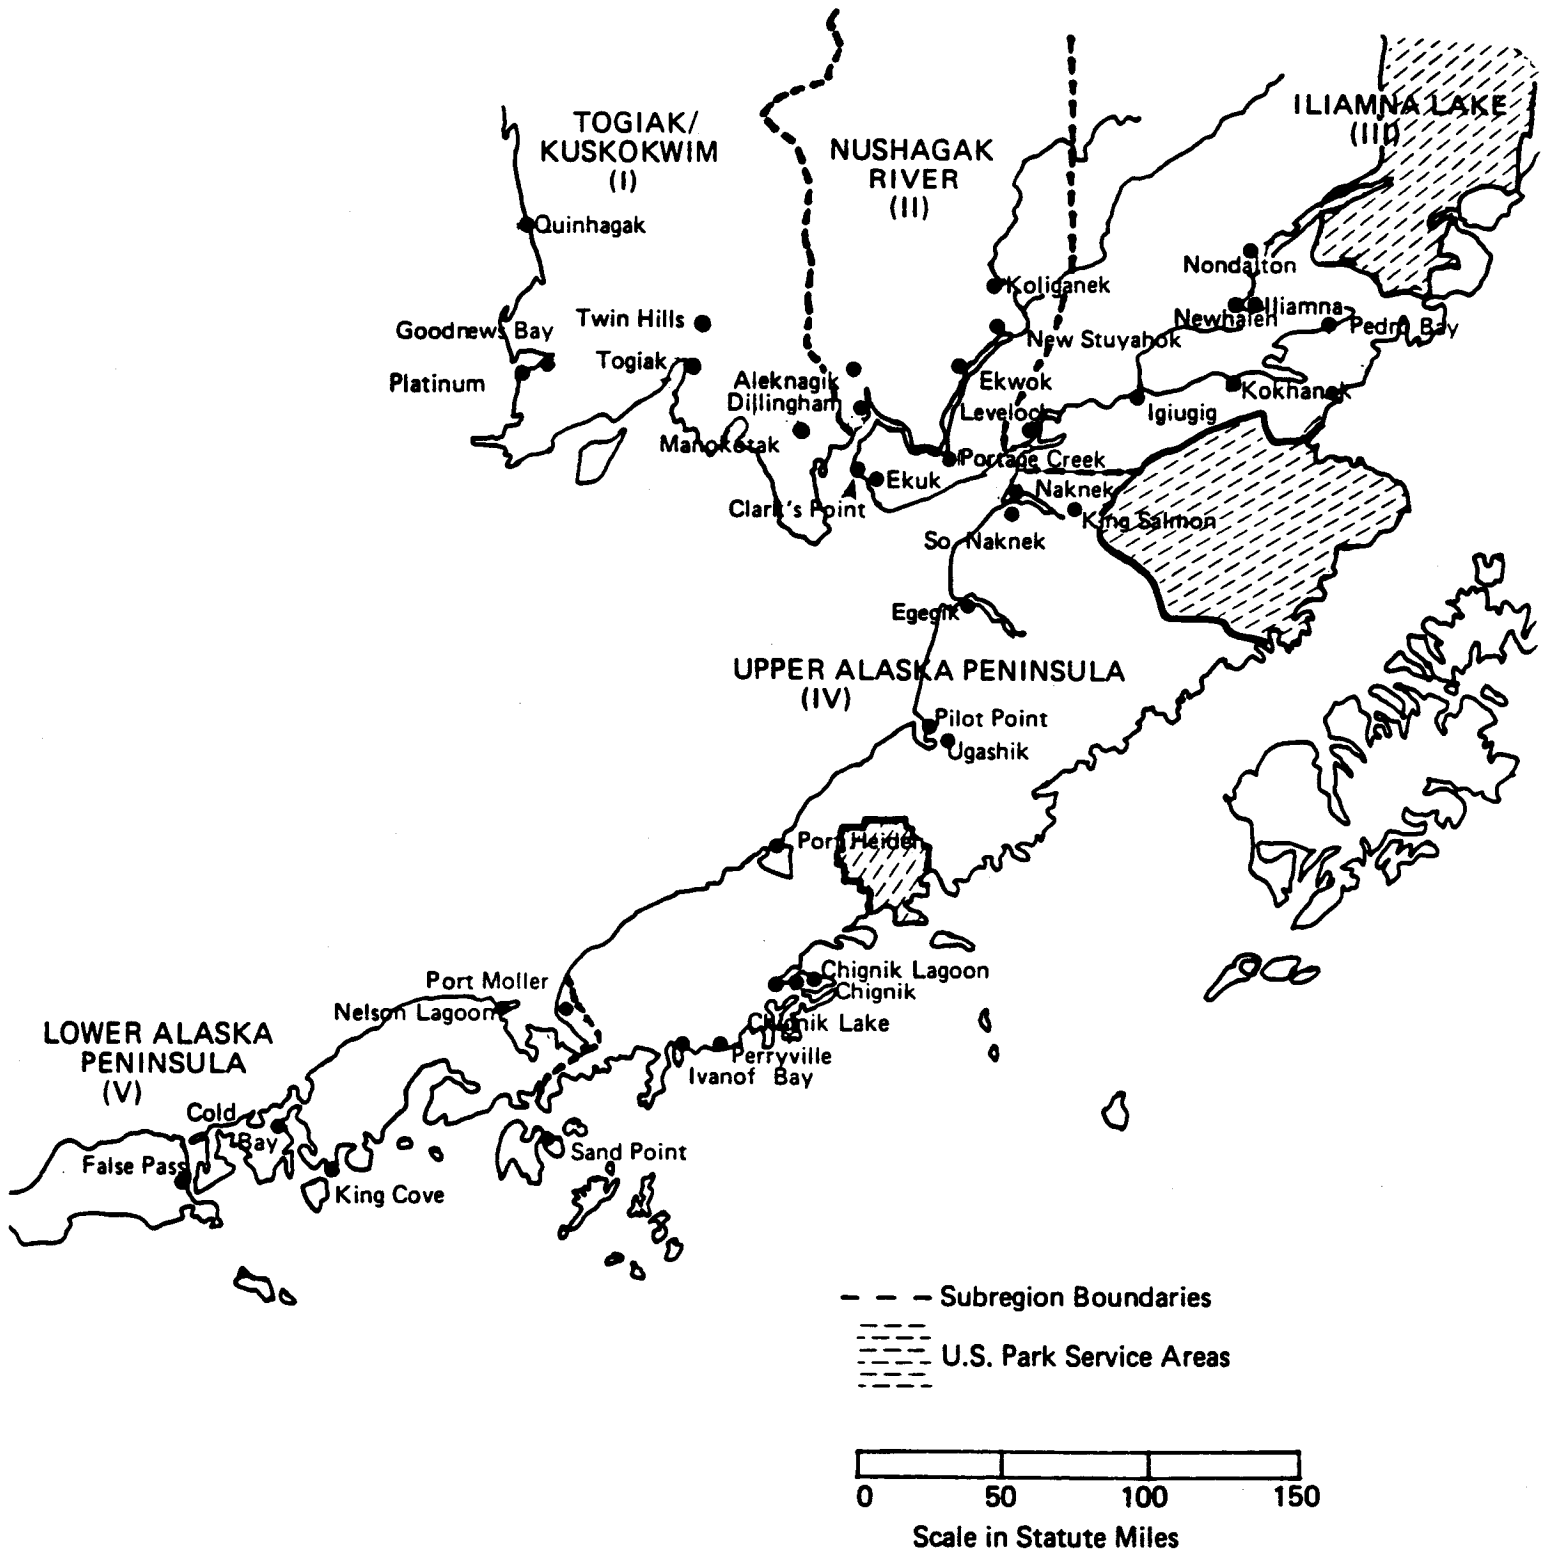 TOGIAK/
KUSKOKWIM
(I)
NUSHAGAK
RIVER
(II)
ILIAMNA LAKE
(III)
Quinhagak
Nondalton
Koliganek
Iliamna
Newhalen
Pedro Bay
Twin Hills
Goodnews Bay
New Stuyahok
Togiak
Platinum
Aleknagik
Ekwok
Kokhanok
Dillingham
Levelock
Igiugig
Manokotak
Portage Creek
Ekuk
Naknek
Clark's Point
King Salmon
So. Naknek
Egegik
UPPER ALASKA PENINSULA
(IV)
Pilot Point
Ugashik
Port Heiden
Chignik Lagoon
Port Moller
Chignik
Nelson Lagoon
Chignik Lake
LOWER ALASKA
PENINSULA
(V)
Perryville
Ivanof Bay
Cold
Bay
Sand Point
False Pass
King Cove
Subregion Boundaries
U.S. Park Service Areas
0 50 100 150
Scale in Statute Miles